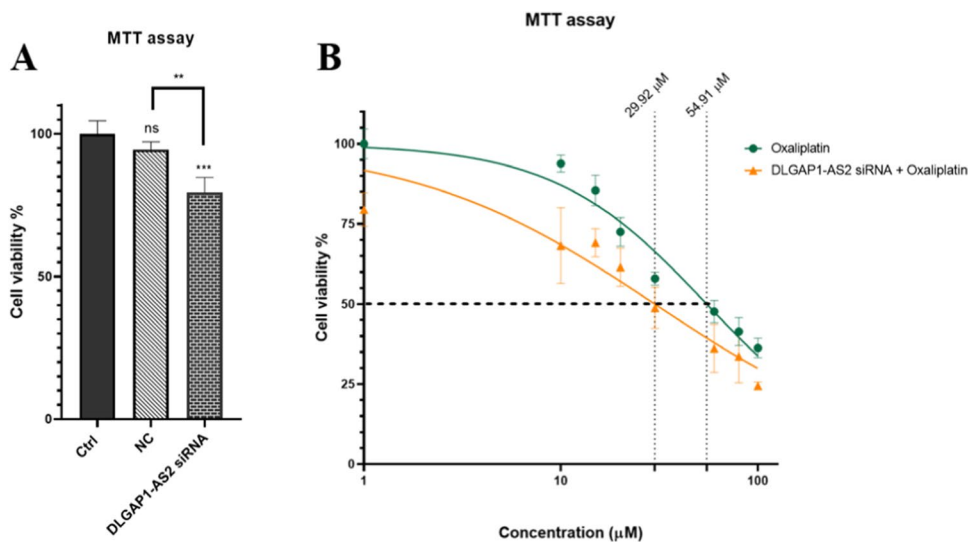 MTT assay
A
**
ns
***
100
50
0
Cell viability %
Ctrl
NC
DLGAP1-AS2 siRNA
MTT assay
B
29.92 µM
54.91 µM
100
75
50
25
0
Cell viability %
1
10
100
Concentration (µM)
Oxaliplatin
DLGAP1-AS2 siRNA + Oxaliplatin